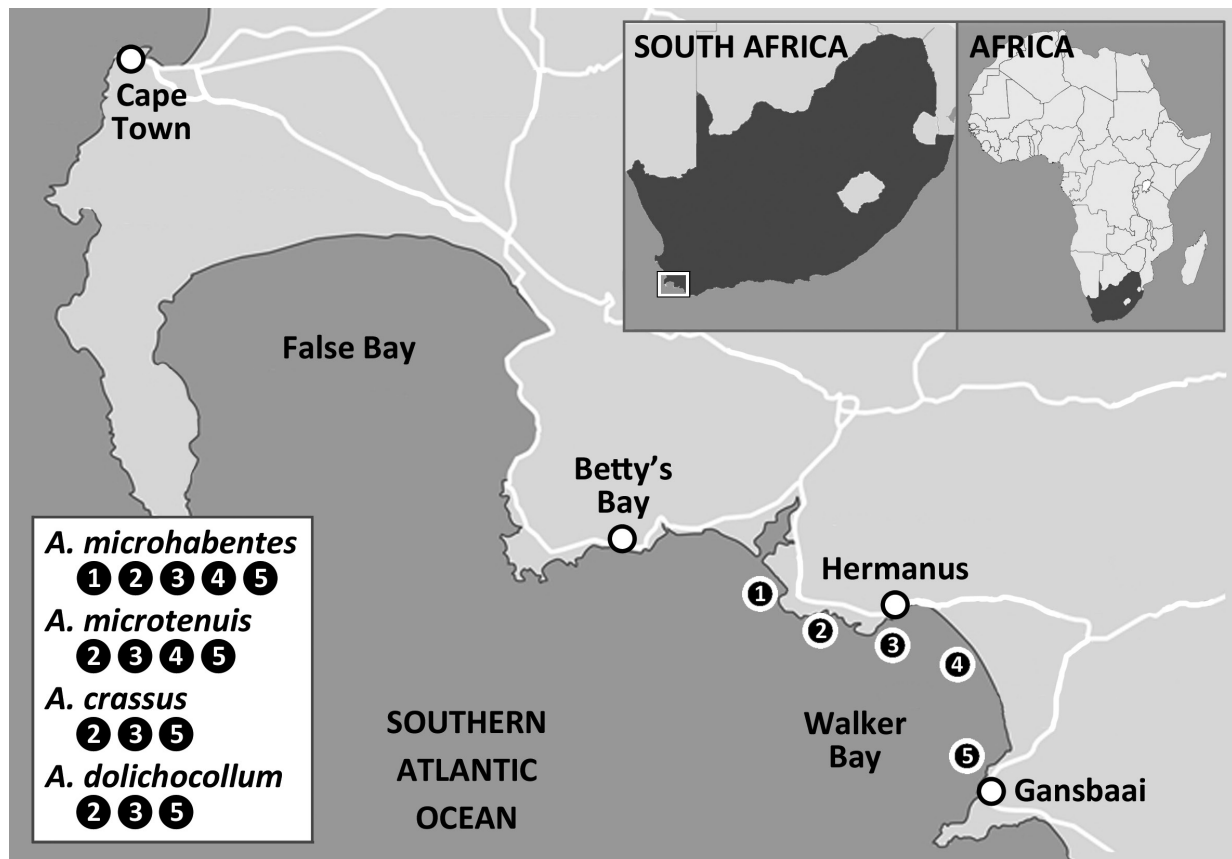 SOUTH AFRICA
AFRICA
Cape
Town
False Bay
Betty’s
Bay
Hermanus
1
2
3
4
5
Walker
Bay
Gansbaai
SOUTHERN
ATLANTIC
OCEAN
A. microhabentes
1 2 3 4 5
A. microtenuis
2 3 4 5
A. crassus
2 3 5
A. dolichocollum
2 3 5